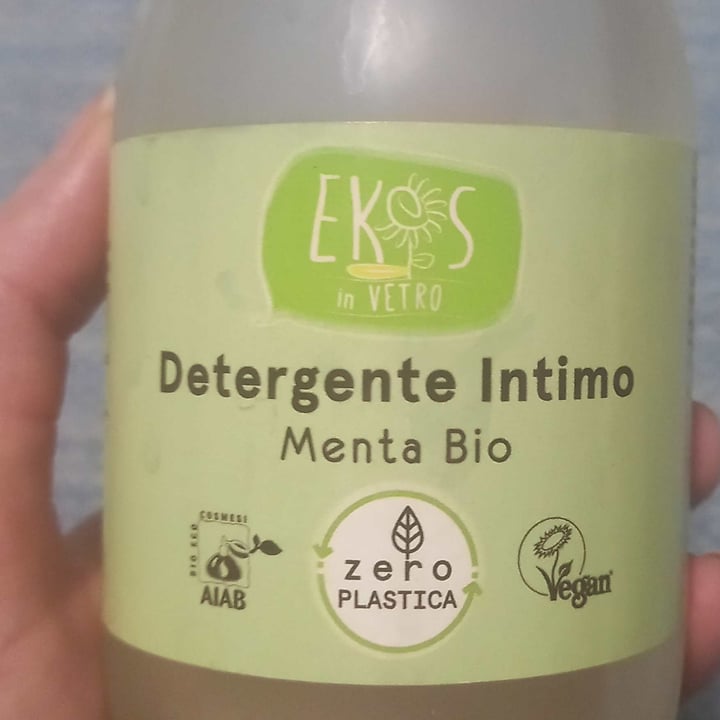 EKOS
in VETRO
Detergente Intimo
Menta Bio
BIO ECO COSMESI
AIAB
zero
PLASTICA
Vegan